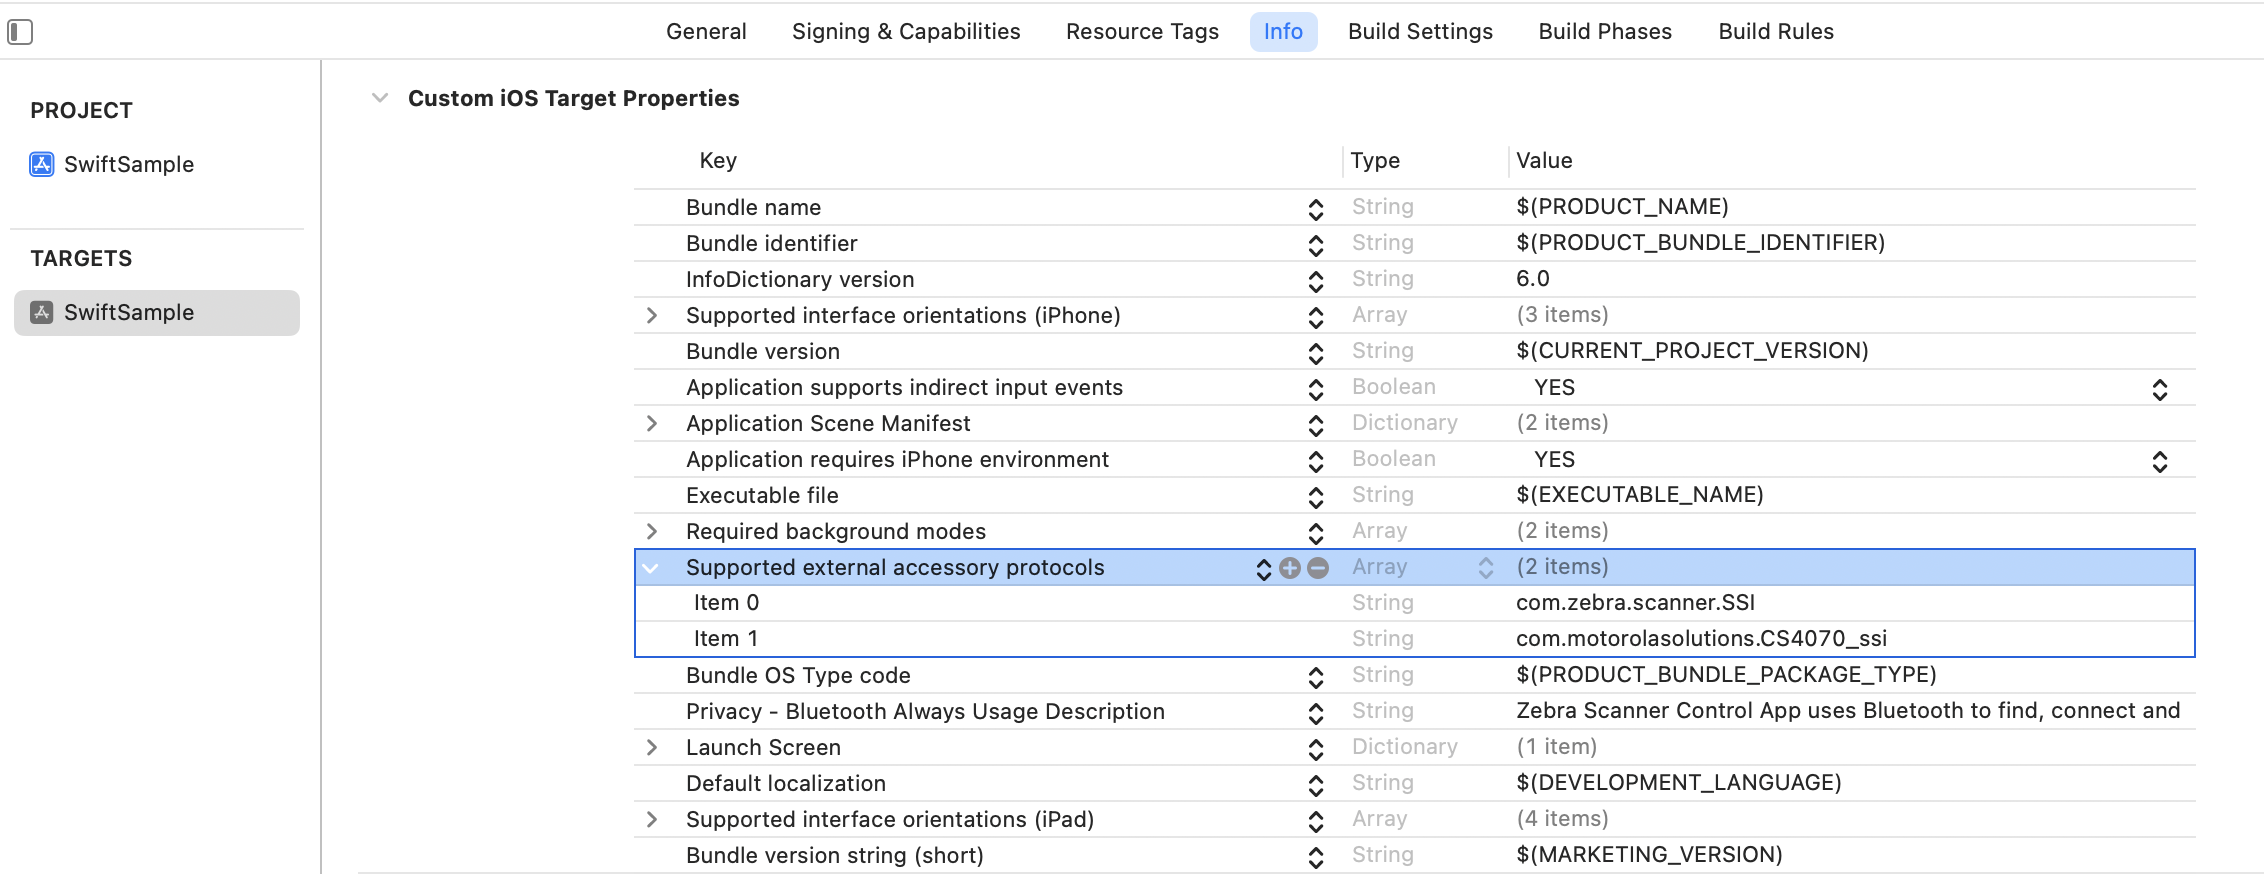 General Signing & Capabilities Resource Tags Info Build Settings Build Phases Build Rules
PROJECT
SwiftSample
TARGETS
SwiftSample
Custom iOS Target Properties
Key Type Value
Bundle name String $(PRODUCT_NAME)
Bundle identifier String $(PRODUCT_BUNDLE_IDENTIFIER)
InfoDictionary version String 6.0
Supported interface orientations (iPhone) Array (3 items)
Bundle version String $(CURRENT_PROJECT_VERSION)
Application supports indirect input events Boolean YES
Application Scene Manifest Dictionary (2 items)
Application requires iPhone environment Boolean YES
Executable file String $(EXECUTABLE_NAME)
Required background modes Array (2 items)
Supported external accessory protocols Array (2 items)
Item 0 String com.zebra.scanner.SSI
Item 1 String com.motorolasolutions.CS4070_ssi
Bundle OS Type code String $(PRODUCT_BUNDLE_PACKAGE_TYPE)
Privacy - Bluetooth Always Usage Description String Zebra Scanner Control App uses Bluetooth to find, connect and
Launch Screen Dictionary (1 item)
Default localization String $(DEVELOPMENT_LANGUAGE)
Supported interface orientations (iPad) Array (4 items)
Bundle version string (short) String $(MARKETING_VERSION)